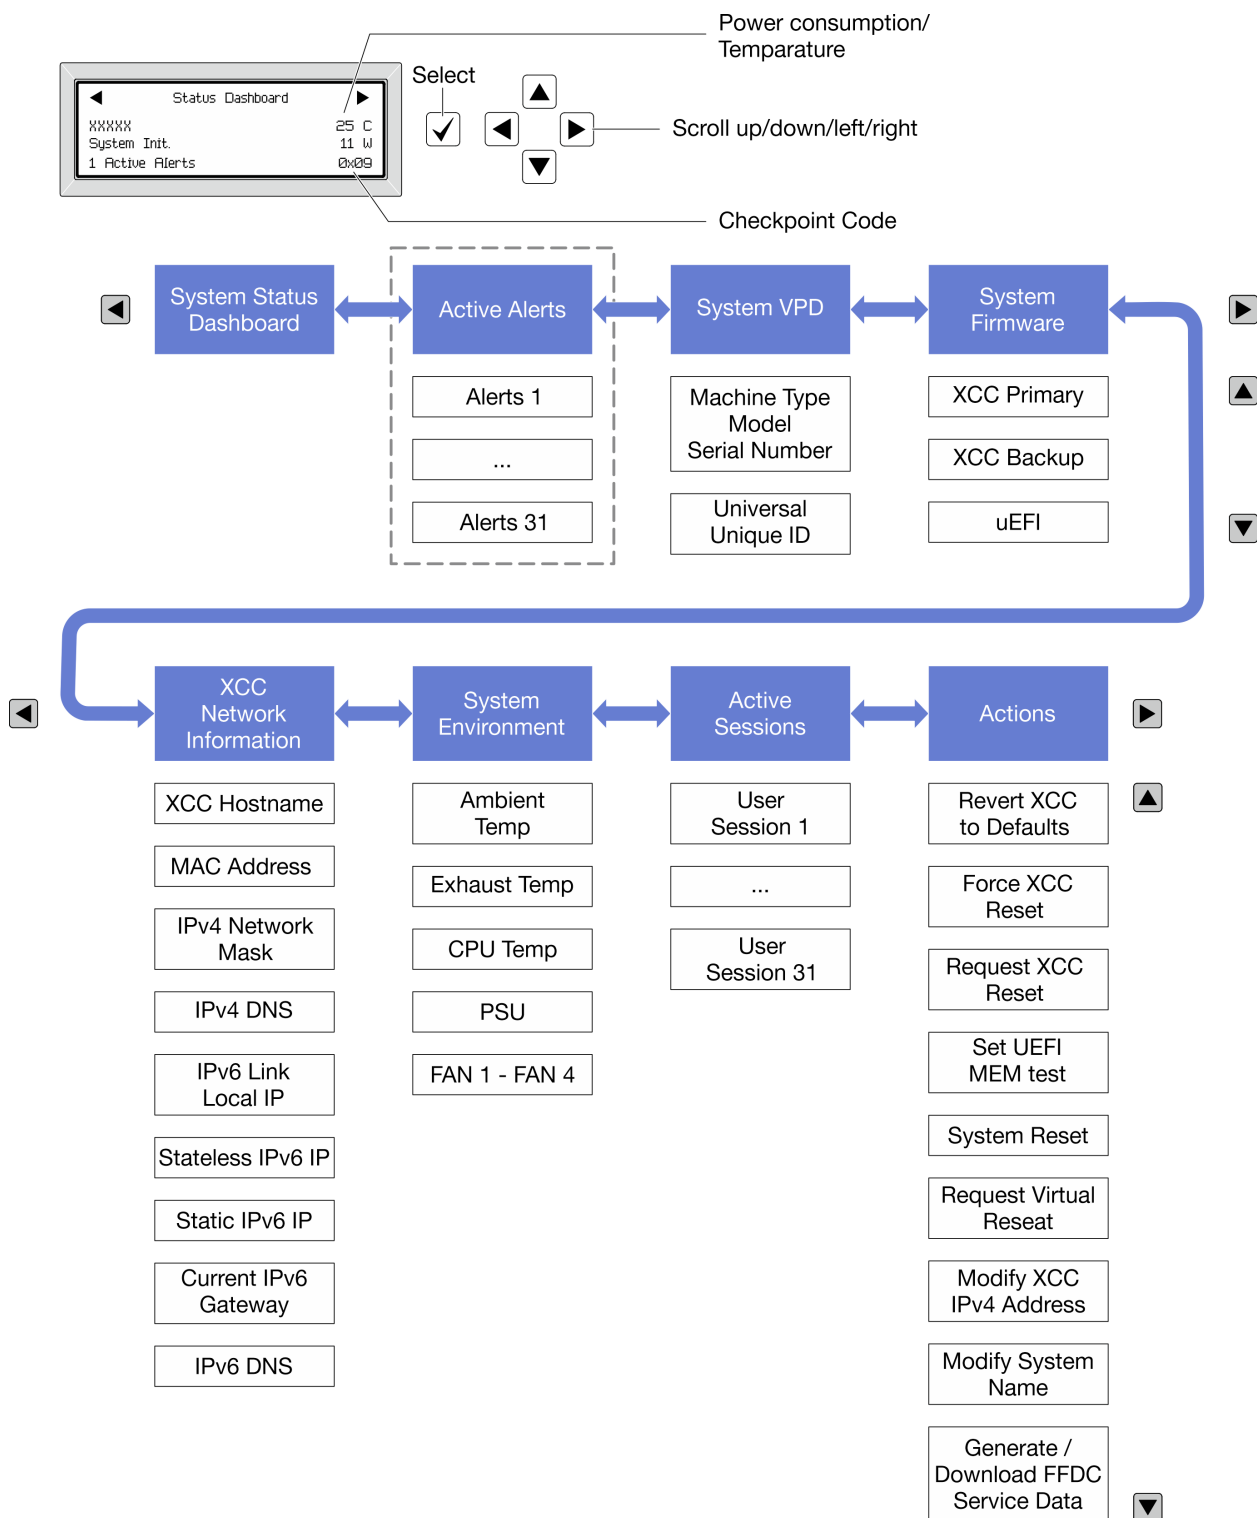 Power consumption/
Temparature
Select
Status Dashboard
XXXXX 25 C
System Init. 11 W
1 Active Alerts 0x09
Scroll up/down/left/right
Checkpoint Code
System Status
Dashboard
Active Alerts
System VPD
System
Firmware
Alerts 1
...
Alerts 31
Machine Type
Model
Serial Number
Universal
Unique ID
XCC Primary
XCC Backup
uEFI
XCC
Network
Information
System
Environment
Active
Sessions
Actions
XCC Hostname
MAC Address
IPv4 Network
Mask
IPv4 DNS
IPv6 Link
Local IP
Stateless IPv6 IP
Static IPv6 IP
Current IPv6
Gateway
IPv6 DNS
Ambient
Temp
Exhaust Temp
CPU Temp
PSU
FAN 1 - FAN 4
User
Session 1
...
User
Session 31
Revert XCC
to Defaults
Force XCC
Reset
Request XCC
Reset
Set UEFI
MEM test
System Reset
Request Virtual
Reseat
Modify XCC
IPv4 Address
Modify System
Name
Generate /
Download FFDC
Service Data